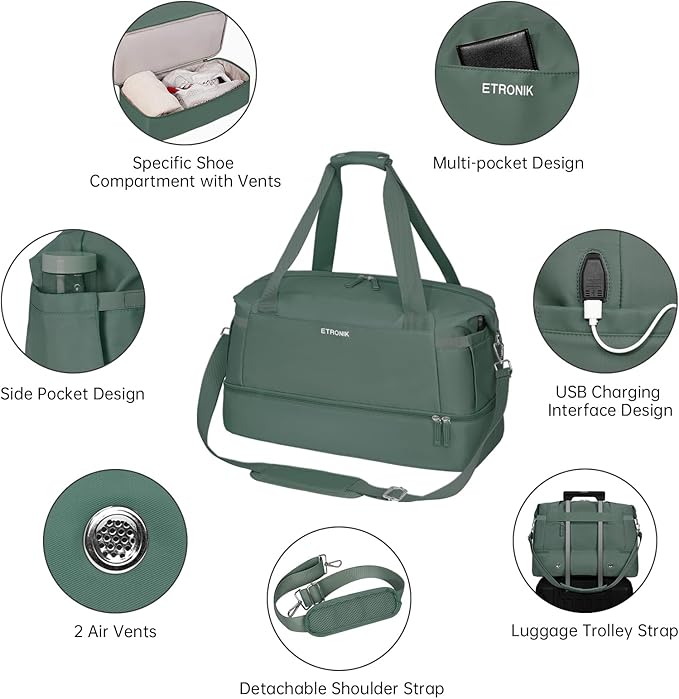 ETRONIK
Specific Shoe
Compartment with Vents
Multi-pocket Design
ETRONIK
Side Pocket Design
USB Charging
Interface Design
2 Air Vents
Detachable Shoulder Strap
Luggage Trolley Strap